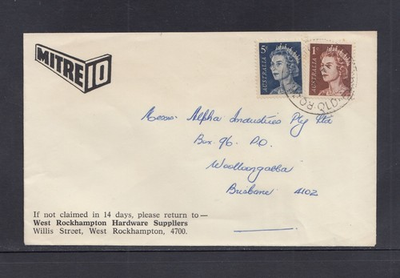 MITRE 10
5c
AUSTRALIA
1c
AUSTRALIA
Messrs. Alpha Industries Pty Ltd
Box 96. P.O.
Woolloongabba
Brisbane 4102
If not claimed in 14 days, please return to—
West Rockhampton Hardware Suppliers
Willis Street, West Rockhampton, 4700.